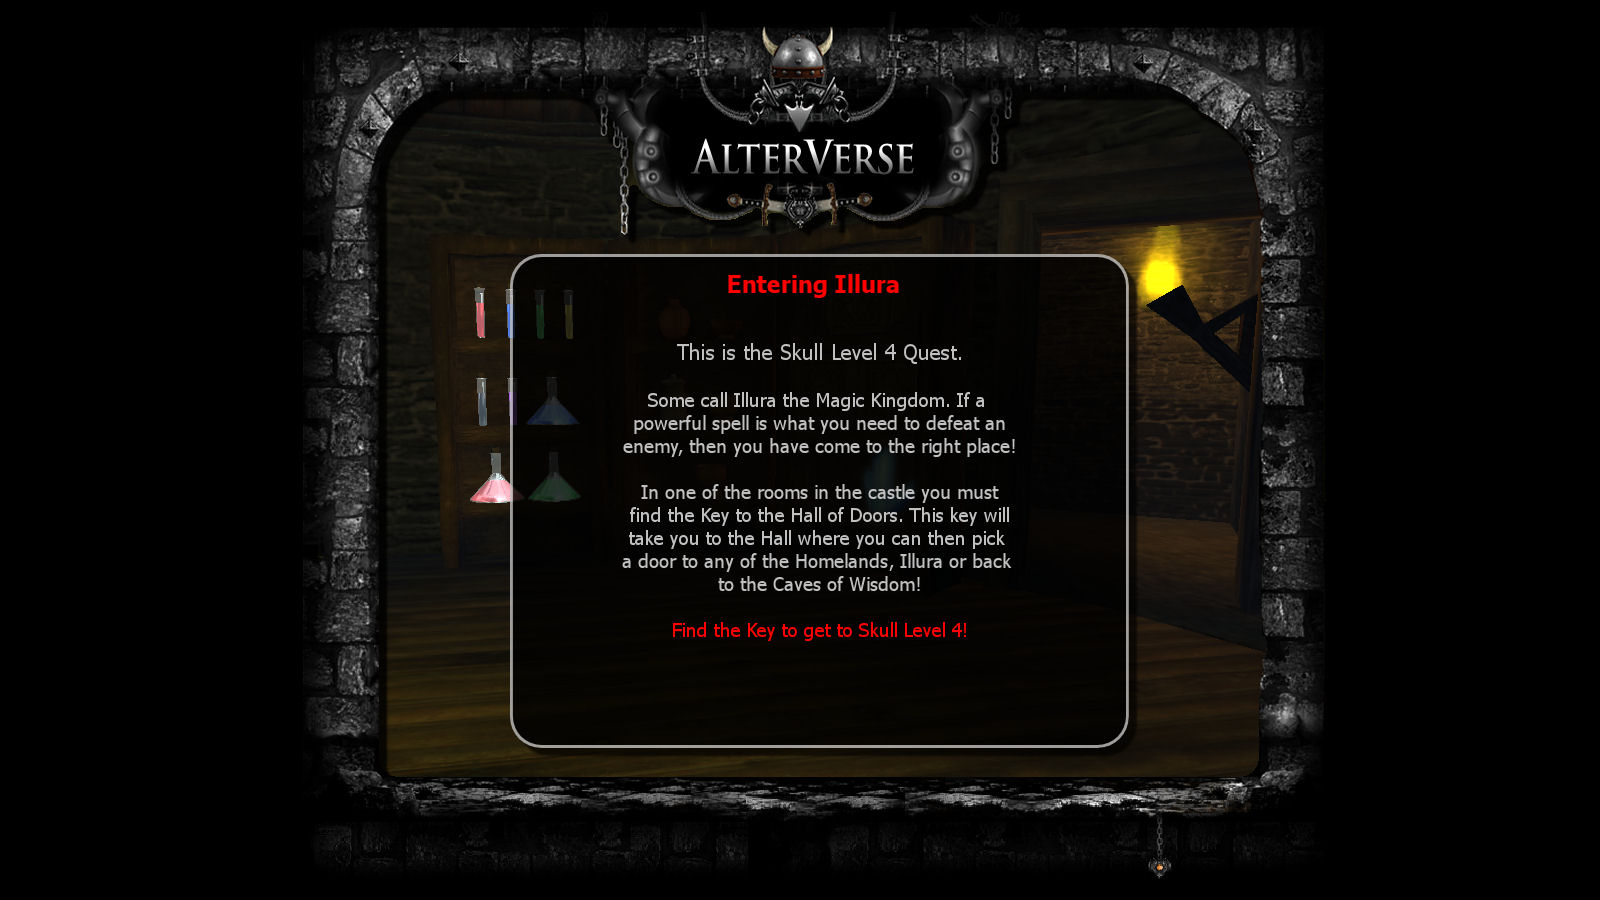 ALTERVERSE
Entering Illura
This is the Skull Level 4 Quest.
Some call Illura the Magic Kingdom. If a
powerful spell is what you need to defeat an
enemy, then you have come to the right place!
In one of the rooms in the castle you must
find the Key to the Hall of Doors. This key will
take you to the Hall where you can then pick
a door to any of the Homelands, Illura or back
to the Caves of Wisdom!
Find the Key to get to Skull Level 4!